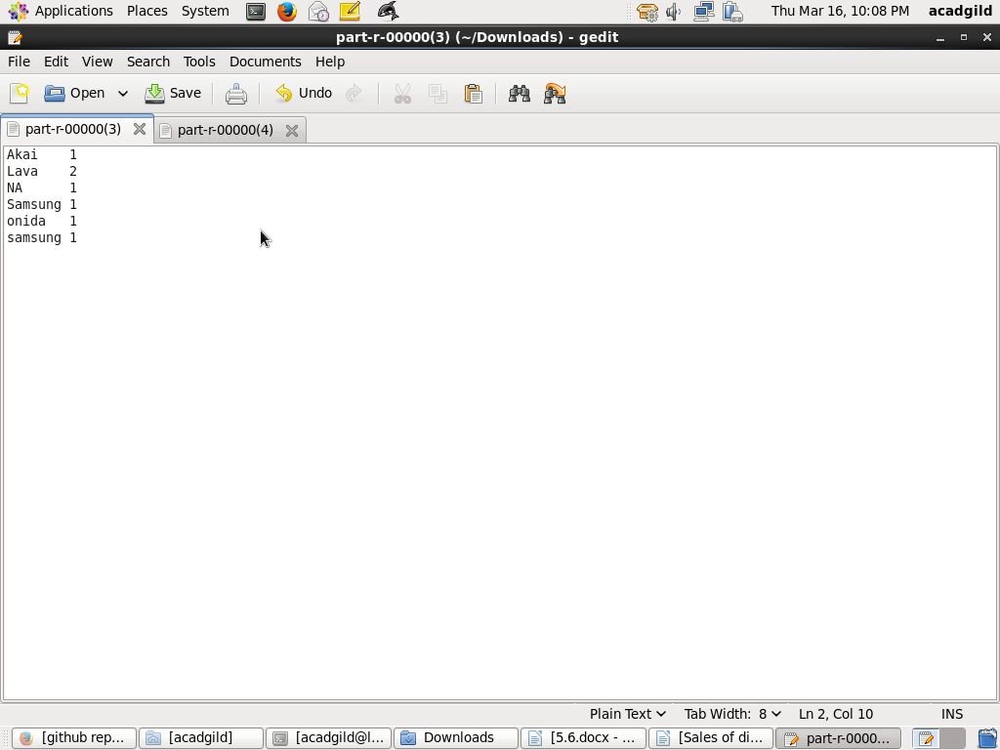 Applications Places System Thu Mar 16, 10:08 PM acadgild
part-r-00000(3) (~/Downloads) - gedit
File Edit View Search Tools Documents Help
Open Save Undo
part-r-00000(3) part-r-00000(4)
Akai 1
Lava 2
NA 1
Samsung 1
onida 1
samsung 1
Plain Text Tab Width: 8 Ln 2, Col 10 INS
[github rep... [acadgild] [acadgild@l... Downloads [5.6.docx - ... [Sales of di... part-r-0000...